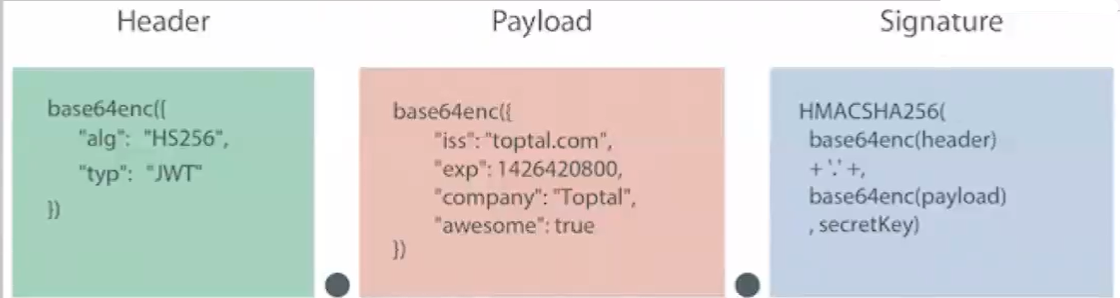 Header
base64enc({
"alg": "HS256",
"typ": "JWT"
})
Payload
base64enc({
"iss": "toptal.com",
"exp": 1426420800,
"company": "Toptal",
"awesome": true
})
Signature
HMACSHA256(
base64enc(header)
+ '.' +,
base64enc(payload)
, secretKey)